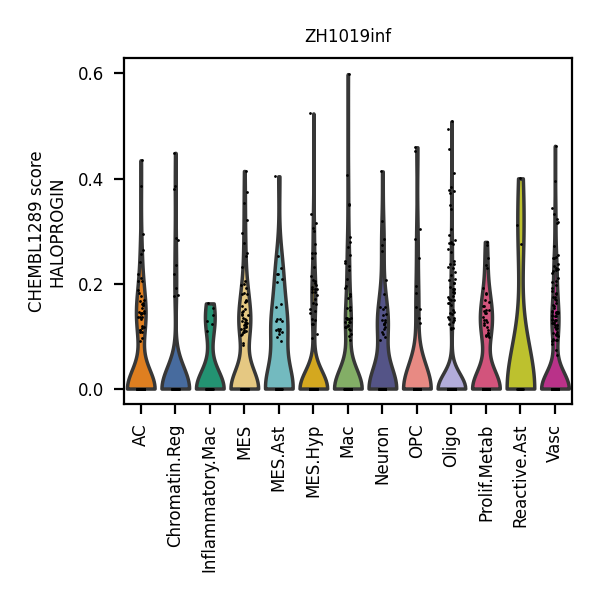 ZH1019inf
CHEMBL1289 score
HALOPROGIN
0.6
0.4
0.2
0.0
AC
Chromatin.Reg
Inflammatory.Mac
MES
MES.Ast
MES.Hyp
Mac
Neuron
OPC
Oligo
Prolif.Metab
Reactive.Ast
Vasc